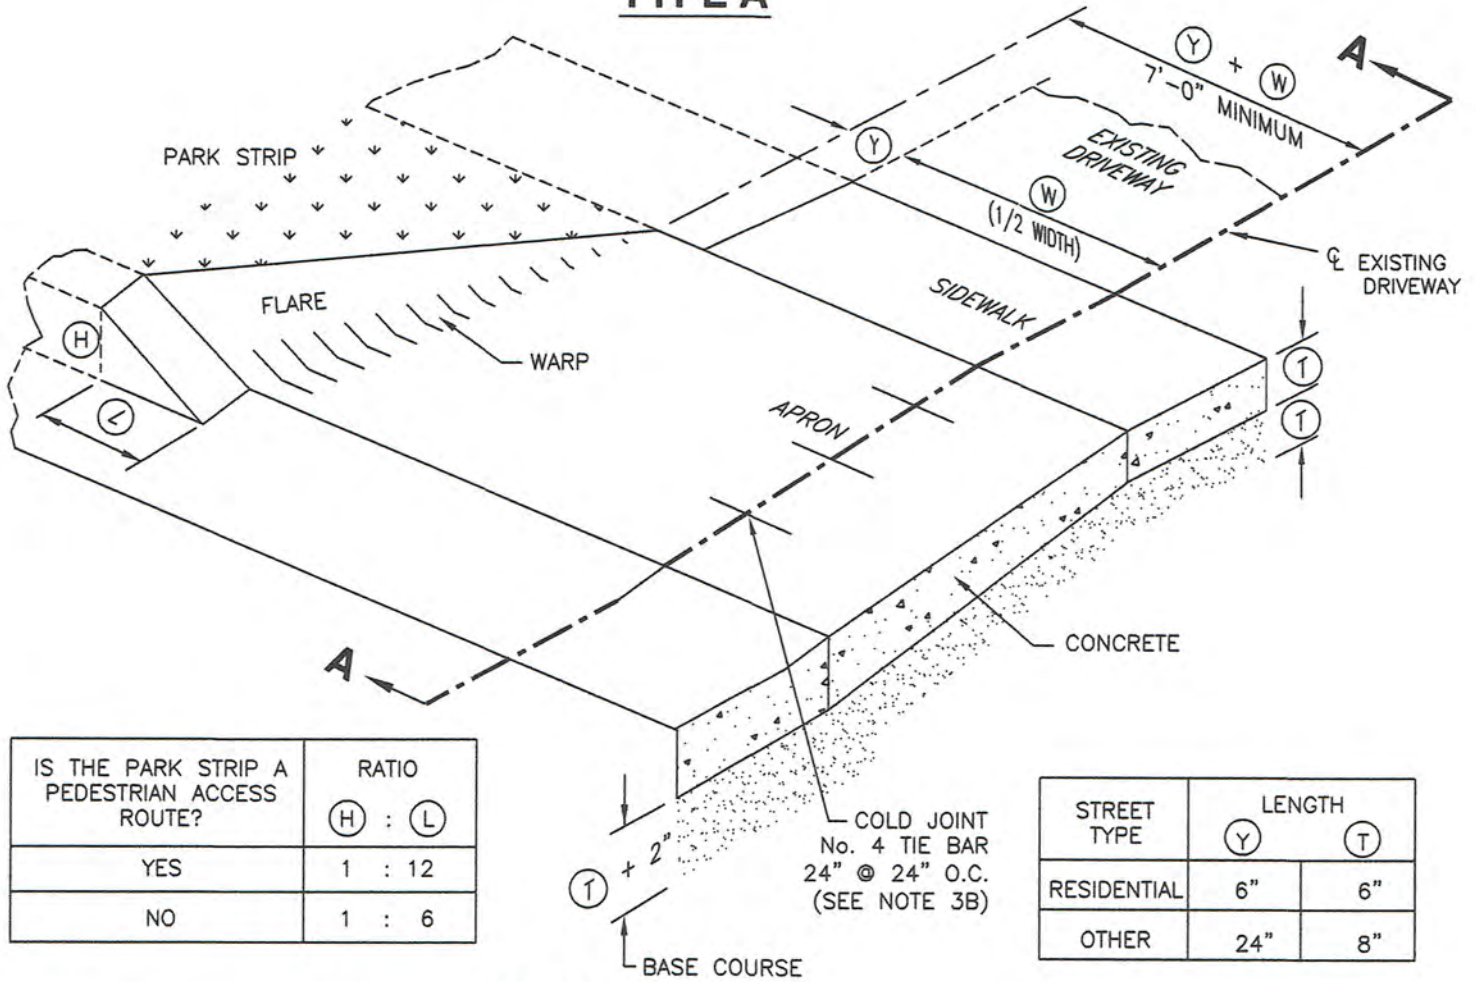 Y + W
7'-0" MINIMUM
A
PARK STRIP
Y
EXISTING
DRIVEWAY
W
(1/2 WIDTH)
℄ EXISTING
DRIVEWAY
FLARE
SIDEWALK
H
WARP
T
L
APRON
T
CONCRETE
A
IS THE PARK STRIP A
PEDESTRIAN ACCESS
ROUTE?
RATIO
H : L
YES
1 : 12
NO
1 : 6
T + 2"
BASE COURSE
COLD JOINT
No. 4 TIE BAR
24" @ 24" O.C.
(SEE NOTE 3B)
STREET
TYPE
LENGTH
Y T
RESIDENTIAL 6" 6"
OTHER 24" 8"